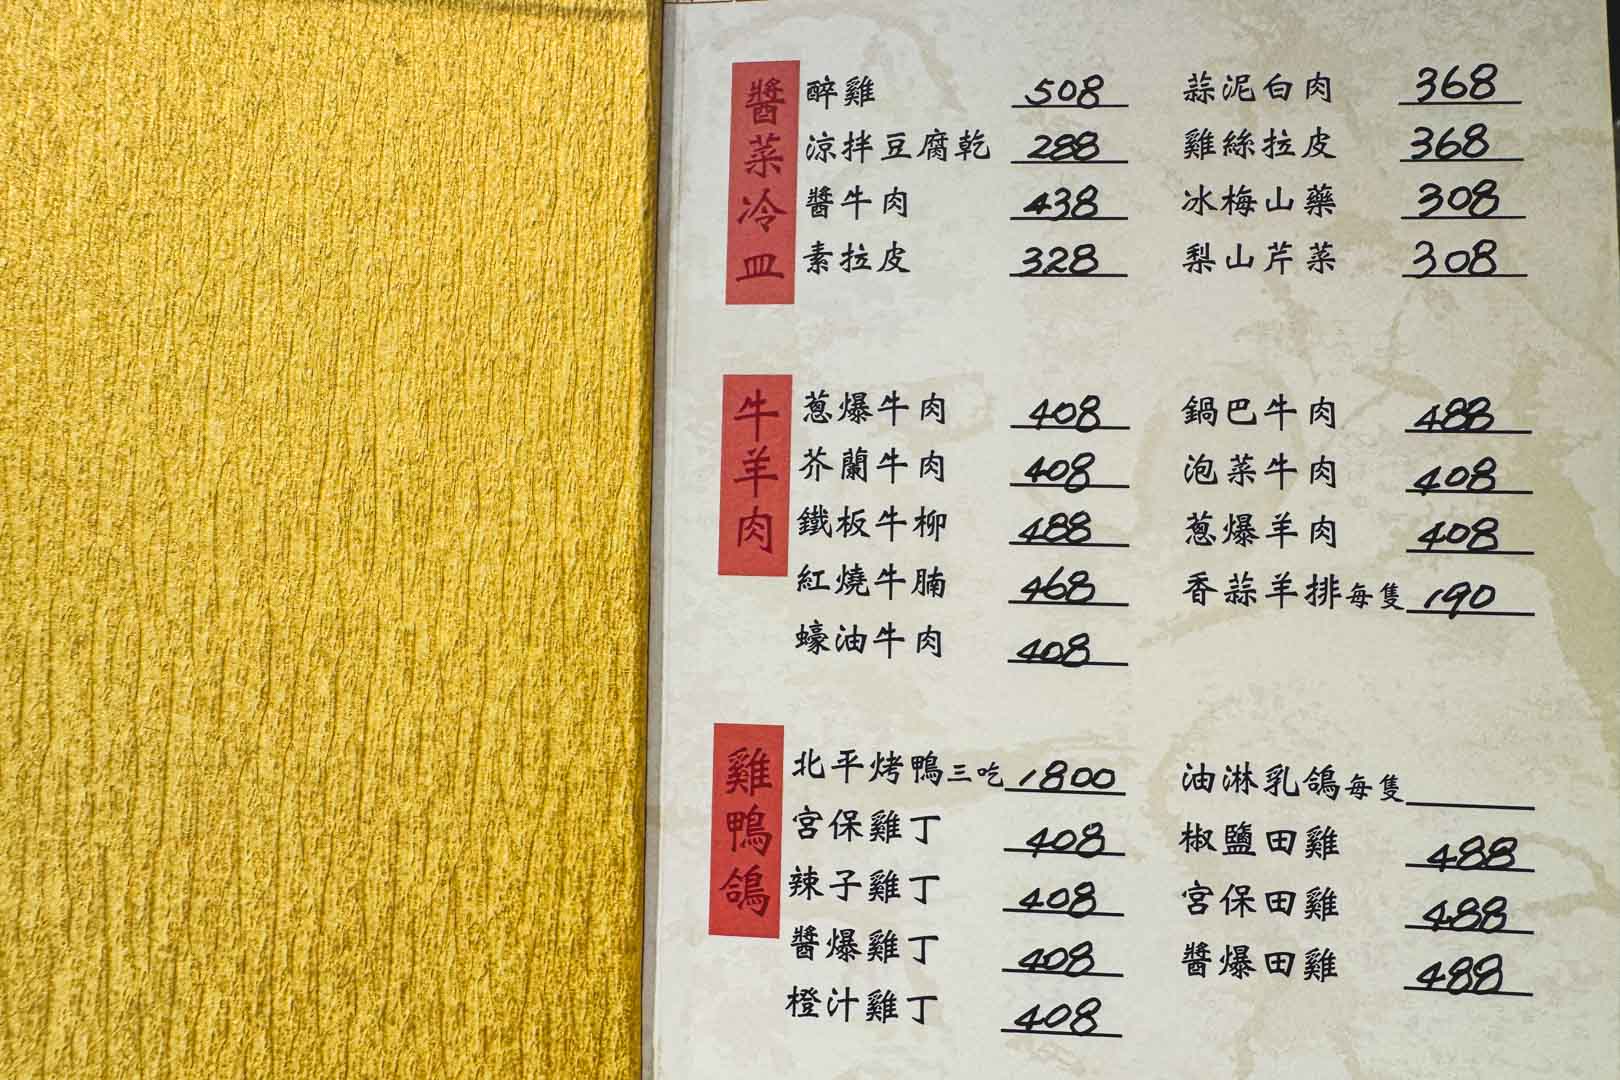 醬菜冷皿
醉雞 508
涼拌豆腐乾 288
醬牛肉 438
素拉皮 328
蒜泥白肉 368
雞絲拉皮 368
冰梅山藥 308
梨山芹菜 308
牛羊肉
蔥爆牛肉 408
芥蘭牛肉 408
鐵板牛柳 488
紅燒牛腩 468
蠔油牛肉 408
鍋巴牛肉 488
泡菜牛肉 408
蔥爆羊肉 408
香蒜羊排每隻 190
雞鴨鴿
北平烤鴨三吃 1800
宮保雞丁 408
辣子雞丁 408
醬爆雞丁 408
橙汁雞丁 408
油淋乳鴿每隻
椒鹽田雞 488
宮保田雞 488
醬爆田雞 488